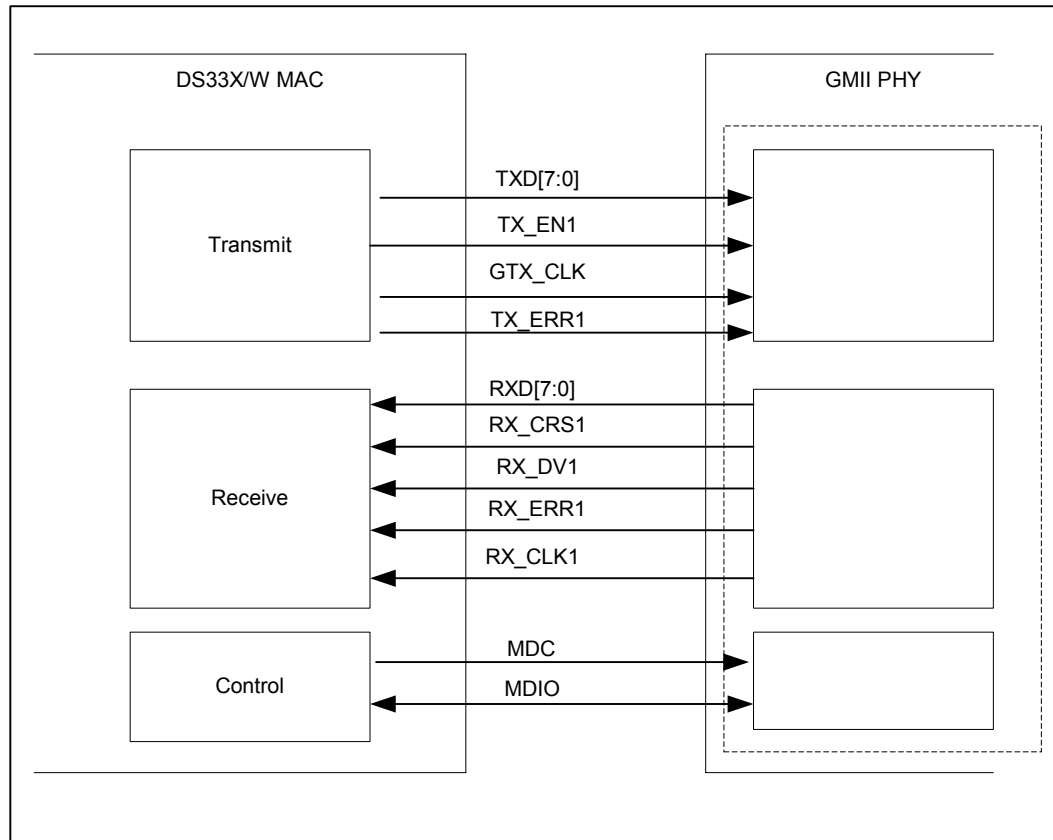 DS33X/W MAC
GMII PHY
Transmit
TXD[7:0]
TX_EN1
GTX_CLK
TX_ERR1
Receive
RXD[7:0]
RX_CRS1
RX_DV1
RX_ERR1
RX_CLK1
Control
MDC
MDIO